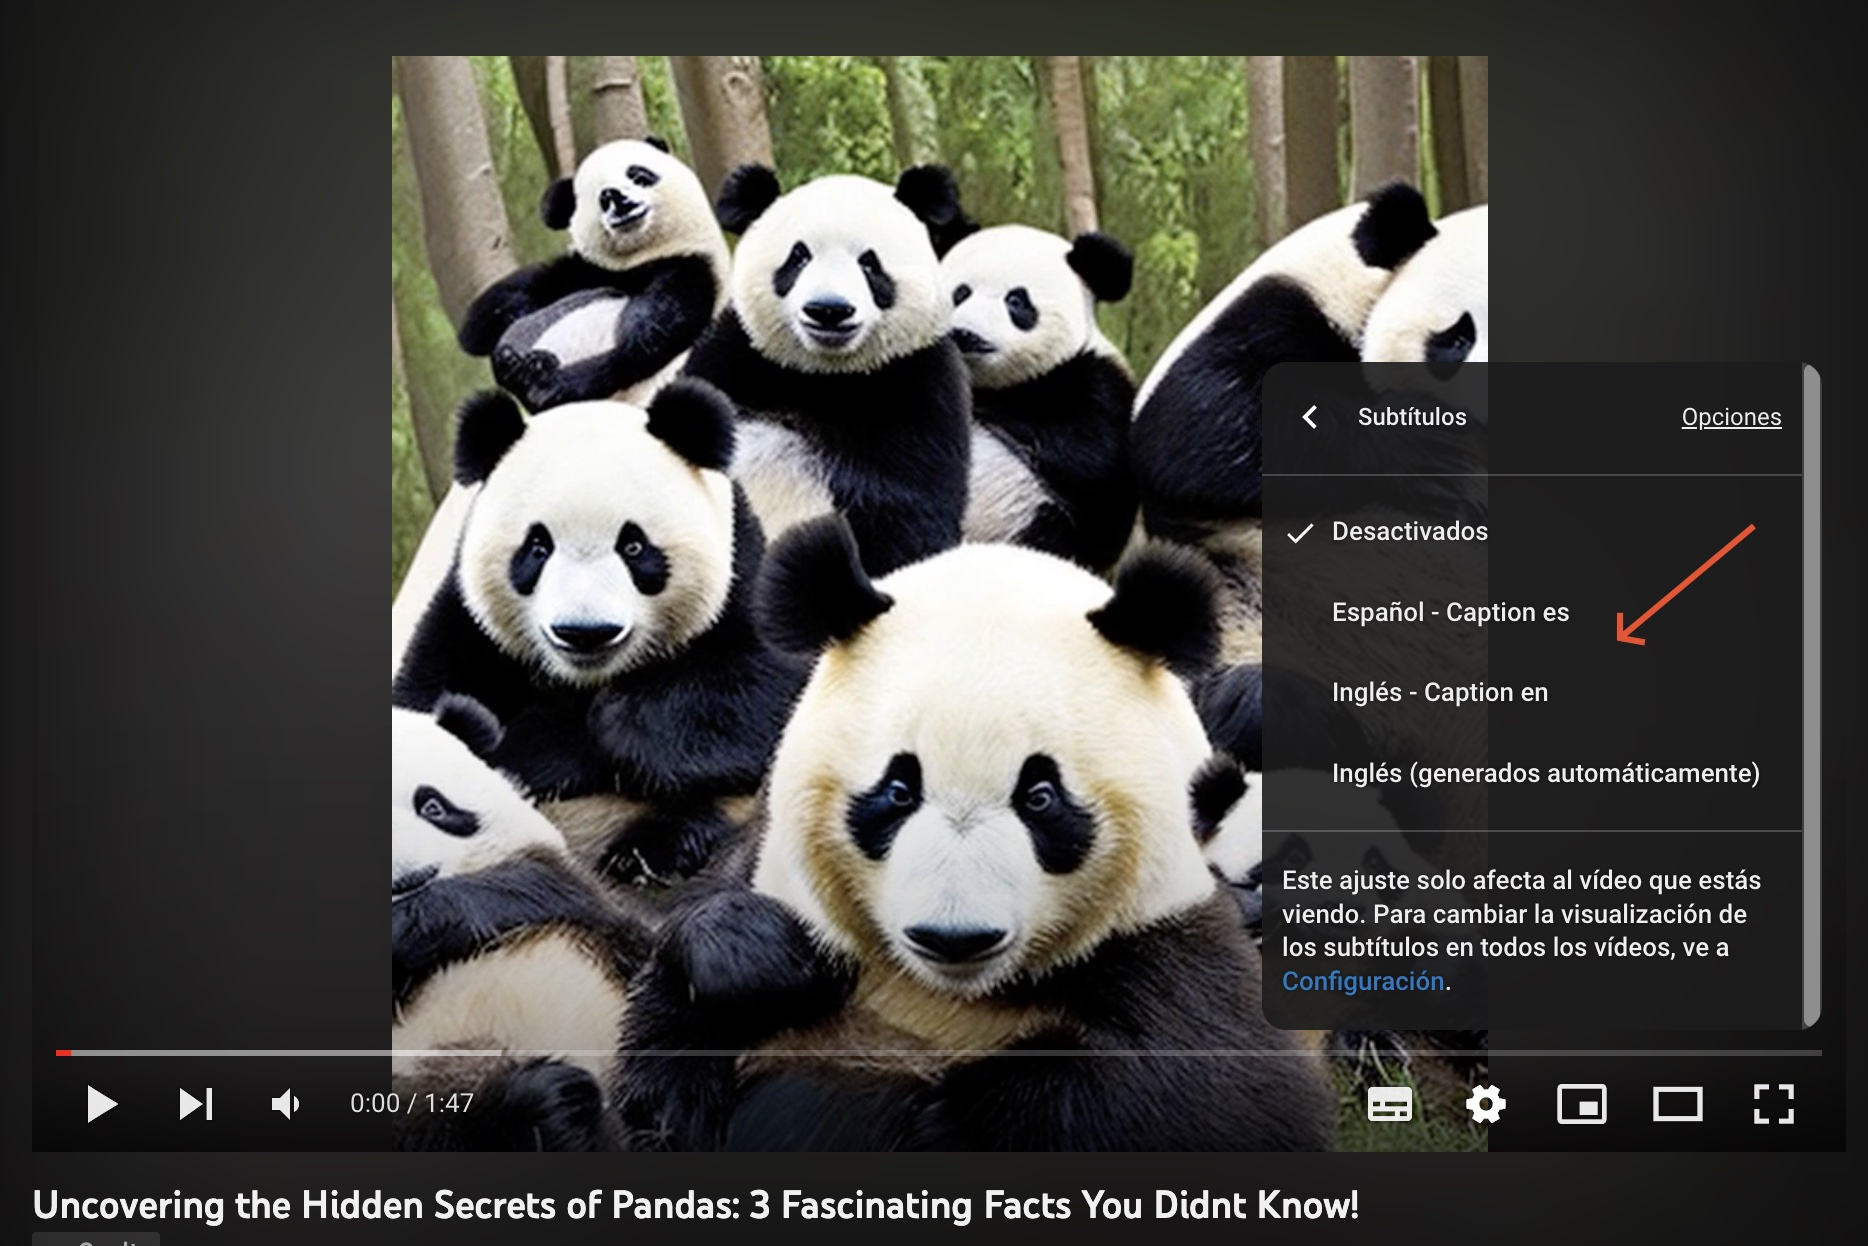 Subtítulos
Opciones
Desactivados
Español - Caption es
Inglés - Caption en
Inglés (generados automáticamente)
Este ajuste solo afecta al vídeo que estás
viendo. Para cambiar la visualización de
los subtítulos en todos los vídeos, ve a
Configuración.
0:00 / 1:47
Uncovering the Hidden Secrets of Pandas: 3 Fascinating Facts You Didnt Know!